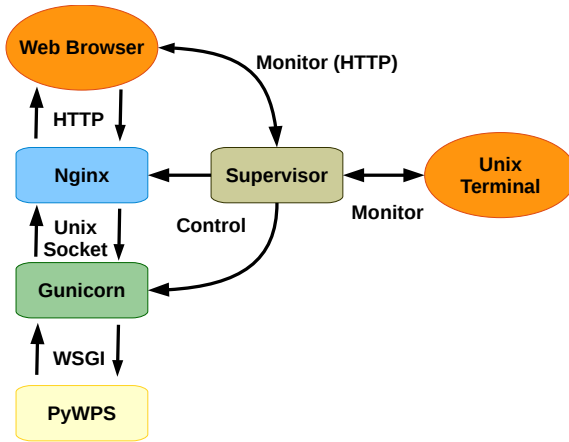 Web Browser
Monitor (HTTP)
HTTP
Nginx
Supervisor
Unix
Terminal
Monitor
Control
Unix
Socket
Gunicorn
WSGI
PyWPS